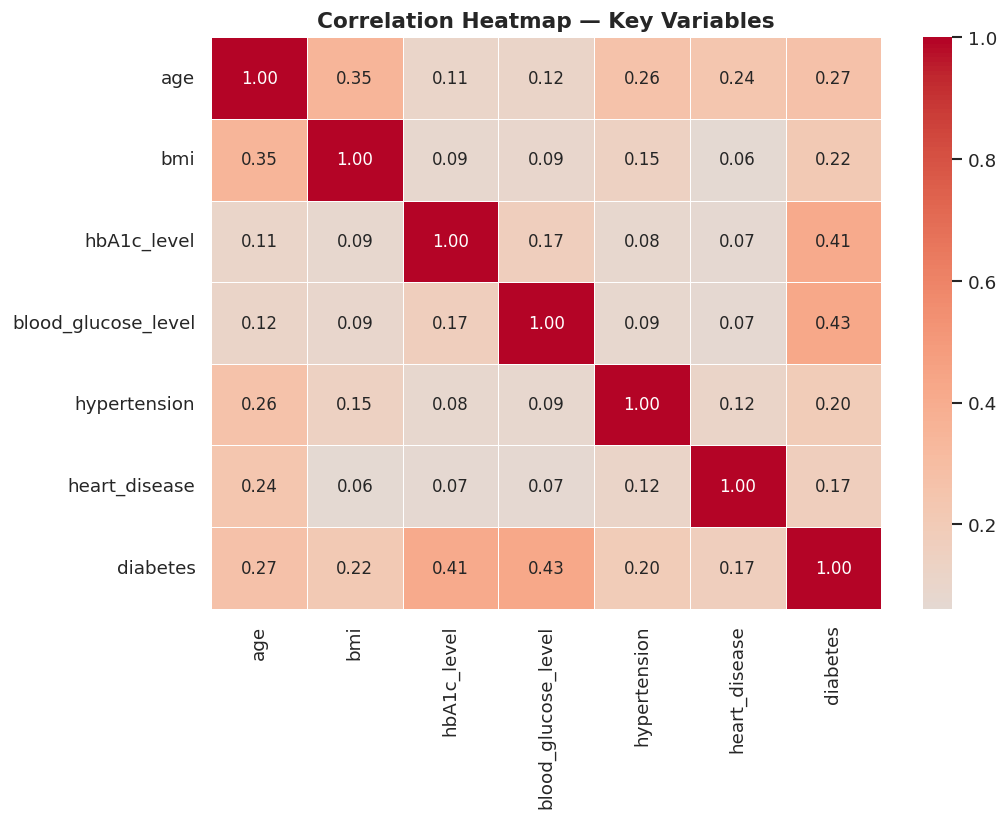 Correlation Heatmap — Key Variables
age 1.00 0.35 0.11 0.12 0.26 0.24 0.27
bmi 0.35 1.00 0.09 0.09 0.15 0.06 0.22
hbA1c_level 0.11 0.09 1.00 0.17 0.08 0.07 0.41
blood_glucose_level 0.12 0.09 0.17 1.00 0.09 0.07 0.43
hypertension 0.26 0.15 0.08 0.09 1.00 0.12 0.20
heart_disease 0.24 0.06 0.07 0.07 0.12 1.00 0.17
diabetes 0.27 0.22 0.41 0.43 0.20 0.17 1.00
age
bmi
hbA1c_level
blood_glucose_level
hypertension
heart_disease
diabetes
1.0
0.8
0.6
0.4
0.2